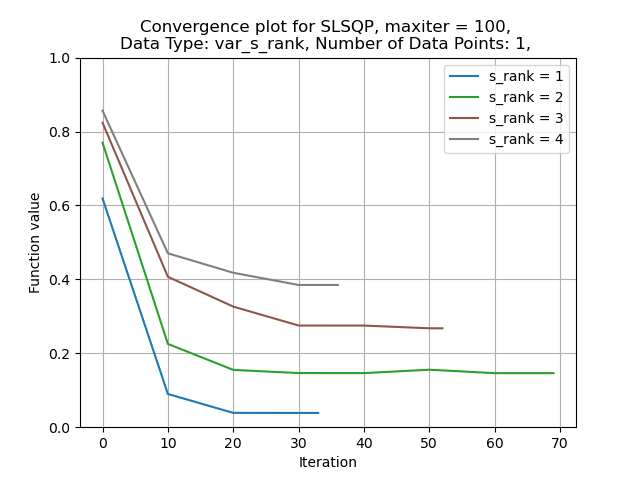 Convergence plot for SLSQP, maxiter = 100,
Data Type: var_s_rank, Number of Data Points: 1,
1.0
0.8
0.6
0.4
0.2
0.0
Function value
s_rank = 1
s_rank = 2
s_rank = 3
s_rank = 4
0 10 20 30 40 50 60 70
Iteration